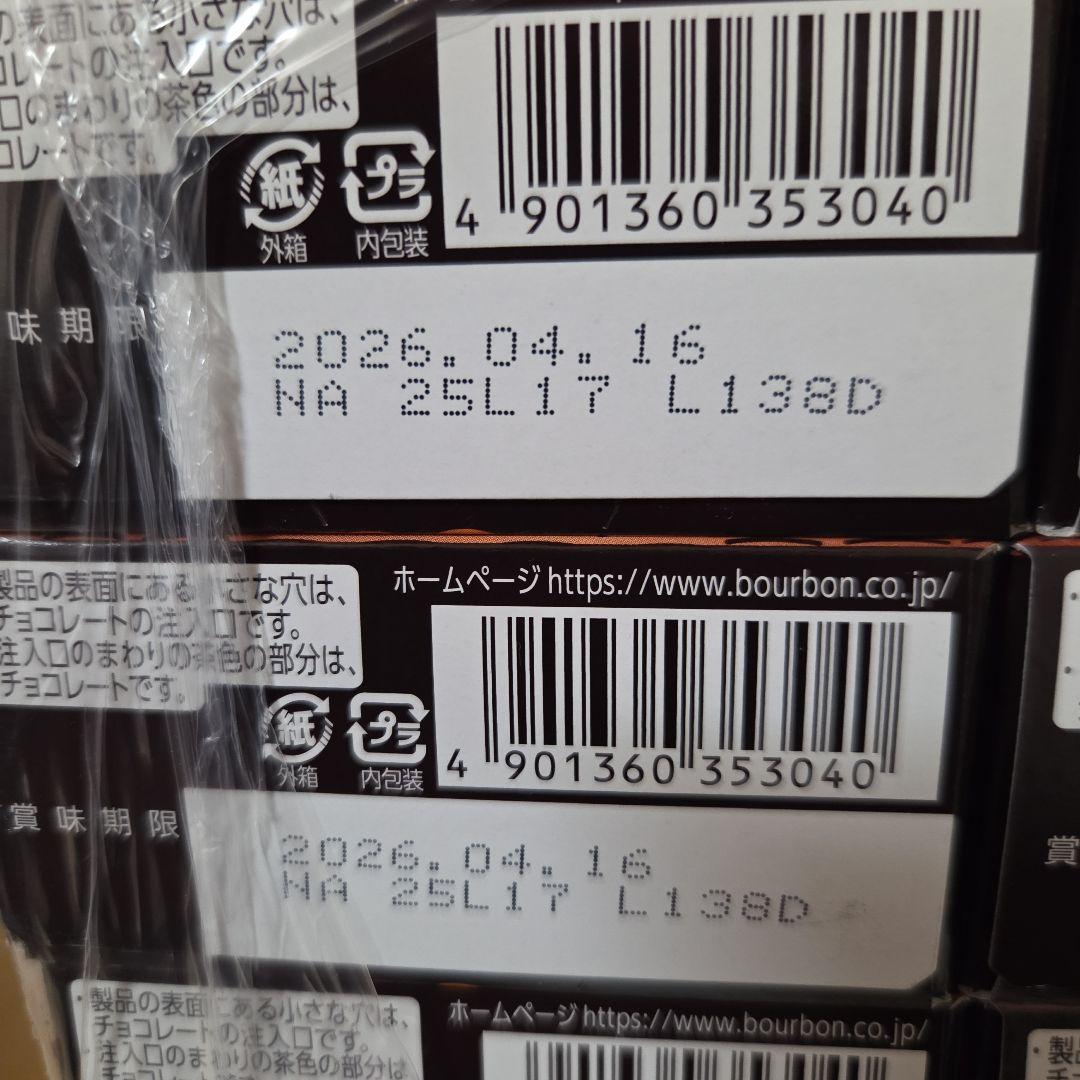 の表面にある小さな穴は、
コレートの注入口です。
口のまわりの茶色の部分は、
コレートです。
紙
外箱
プラ
内包装
4 901360 353040
味期限
2026.04.16
NA 25L17 L138D
製品の表面にある小さな穴は、
チョコレートの注入口です。
注入口のまわりの茶色の部分は、
チョコレートです。
ホームページ https://www.bourbon.co.jp/
紙
外箱
プラ
内包装
4 901360 353040
賞味期限
2026.04.16
NA 25L17 L138D
賞
・製品の表面にある小さな穴は、
チョコレートの注入口です。
・注入口のまわりの茶色の部分は、
ホームページ https://www.bourbon.co.jp/
・製